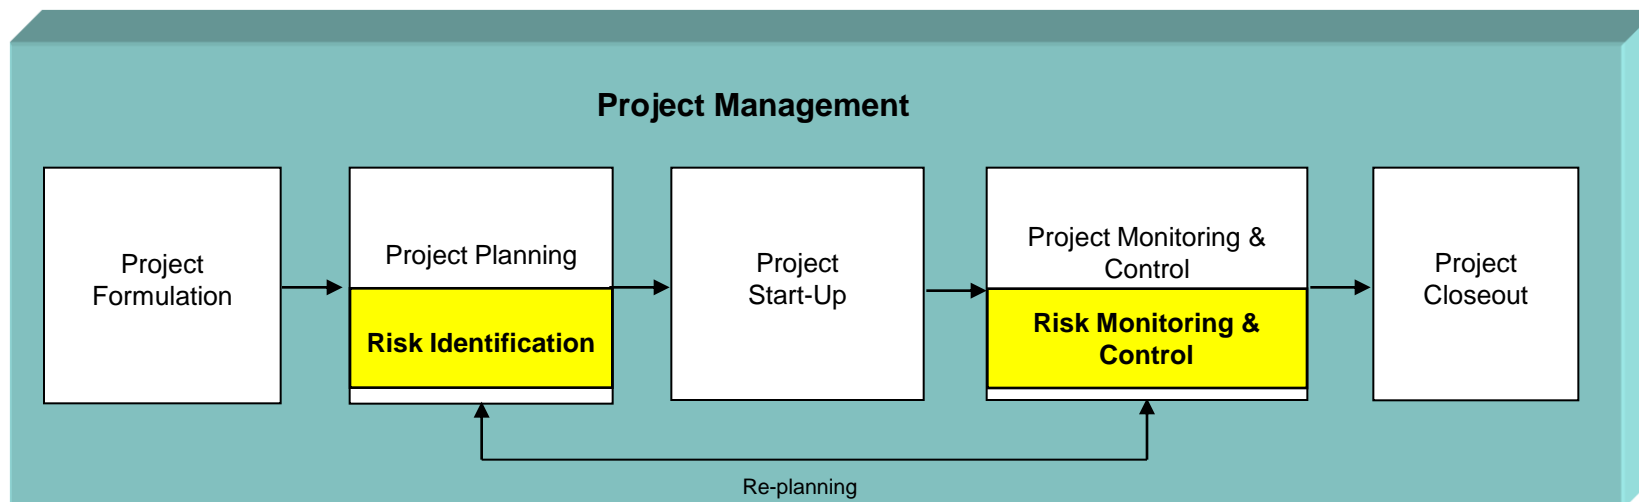 Project Management
Project
Formulation
Project Planning
Risk Identification
Project
Start-Up
Project Monitoring &
Control
Risk Monitoring &
Control
Project
Closeout
Re-planning